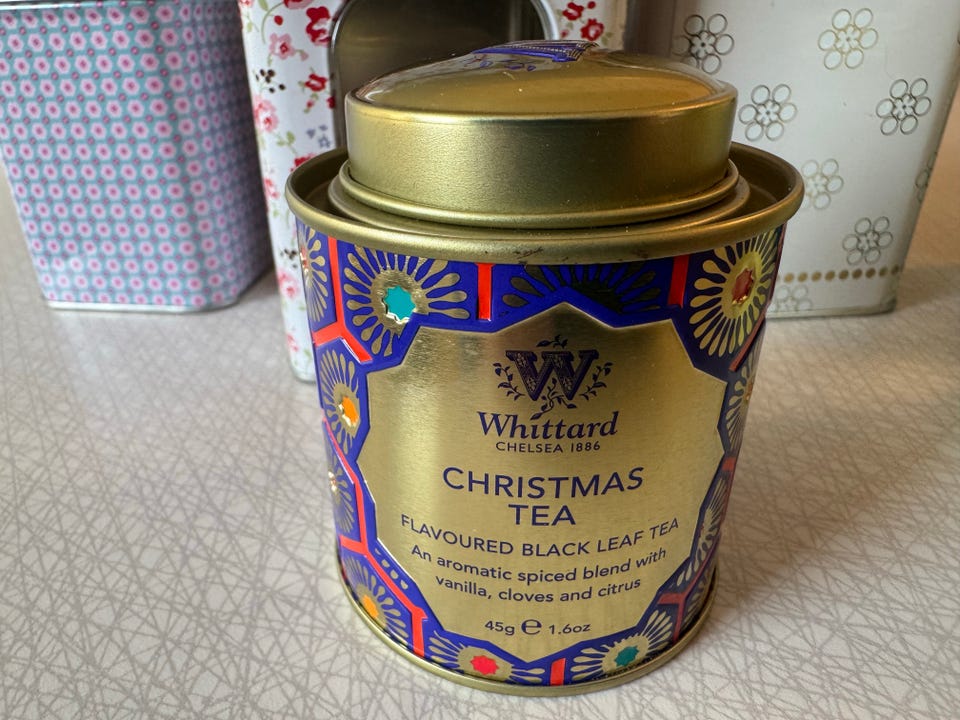 W
Whittard
CHELSEA 1886
CHRISTMAS
TEA
FLAVOURED BLACK LEAF TEA
An aromatic spiced blend with
vanilla, cloves and citrus
45g ℮ 1.6oz